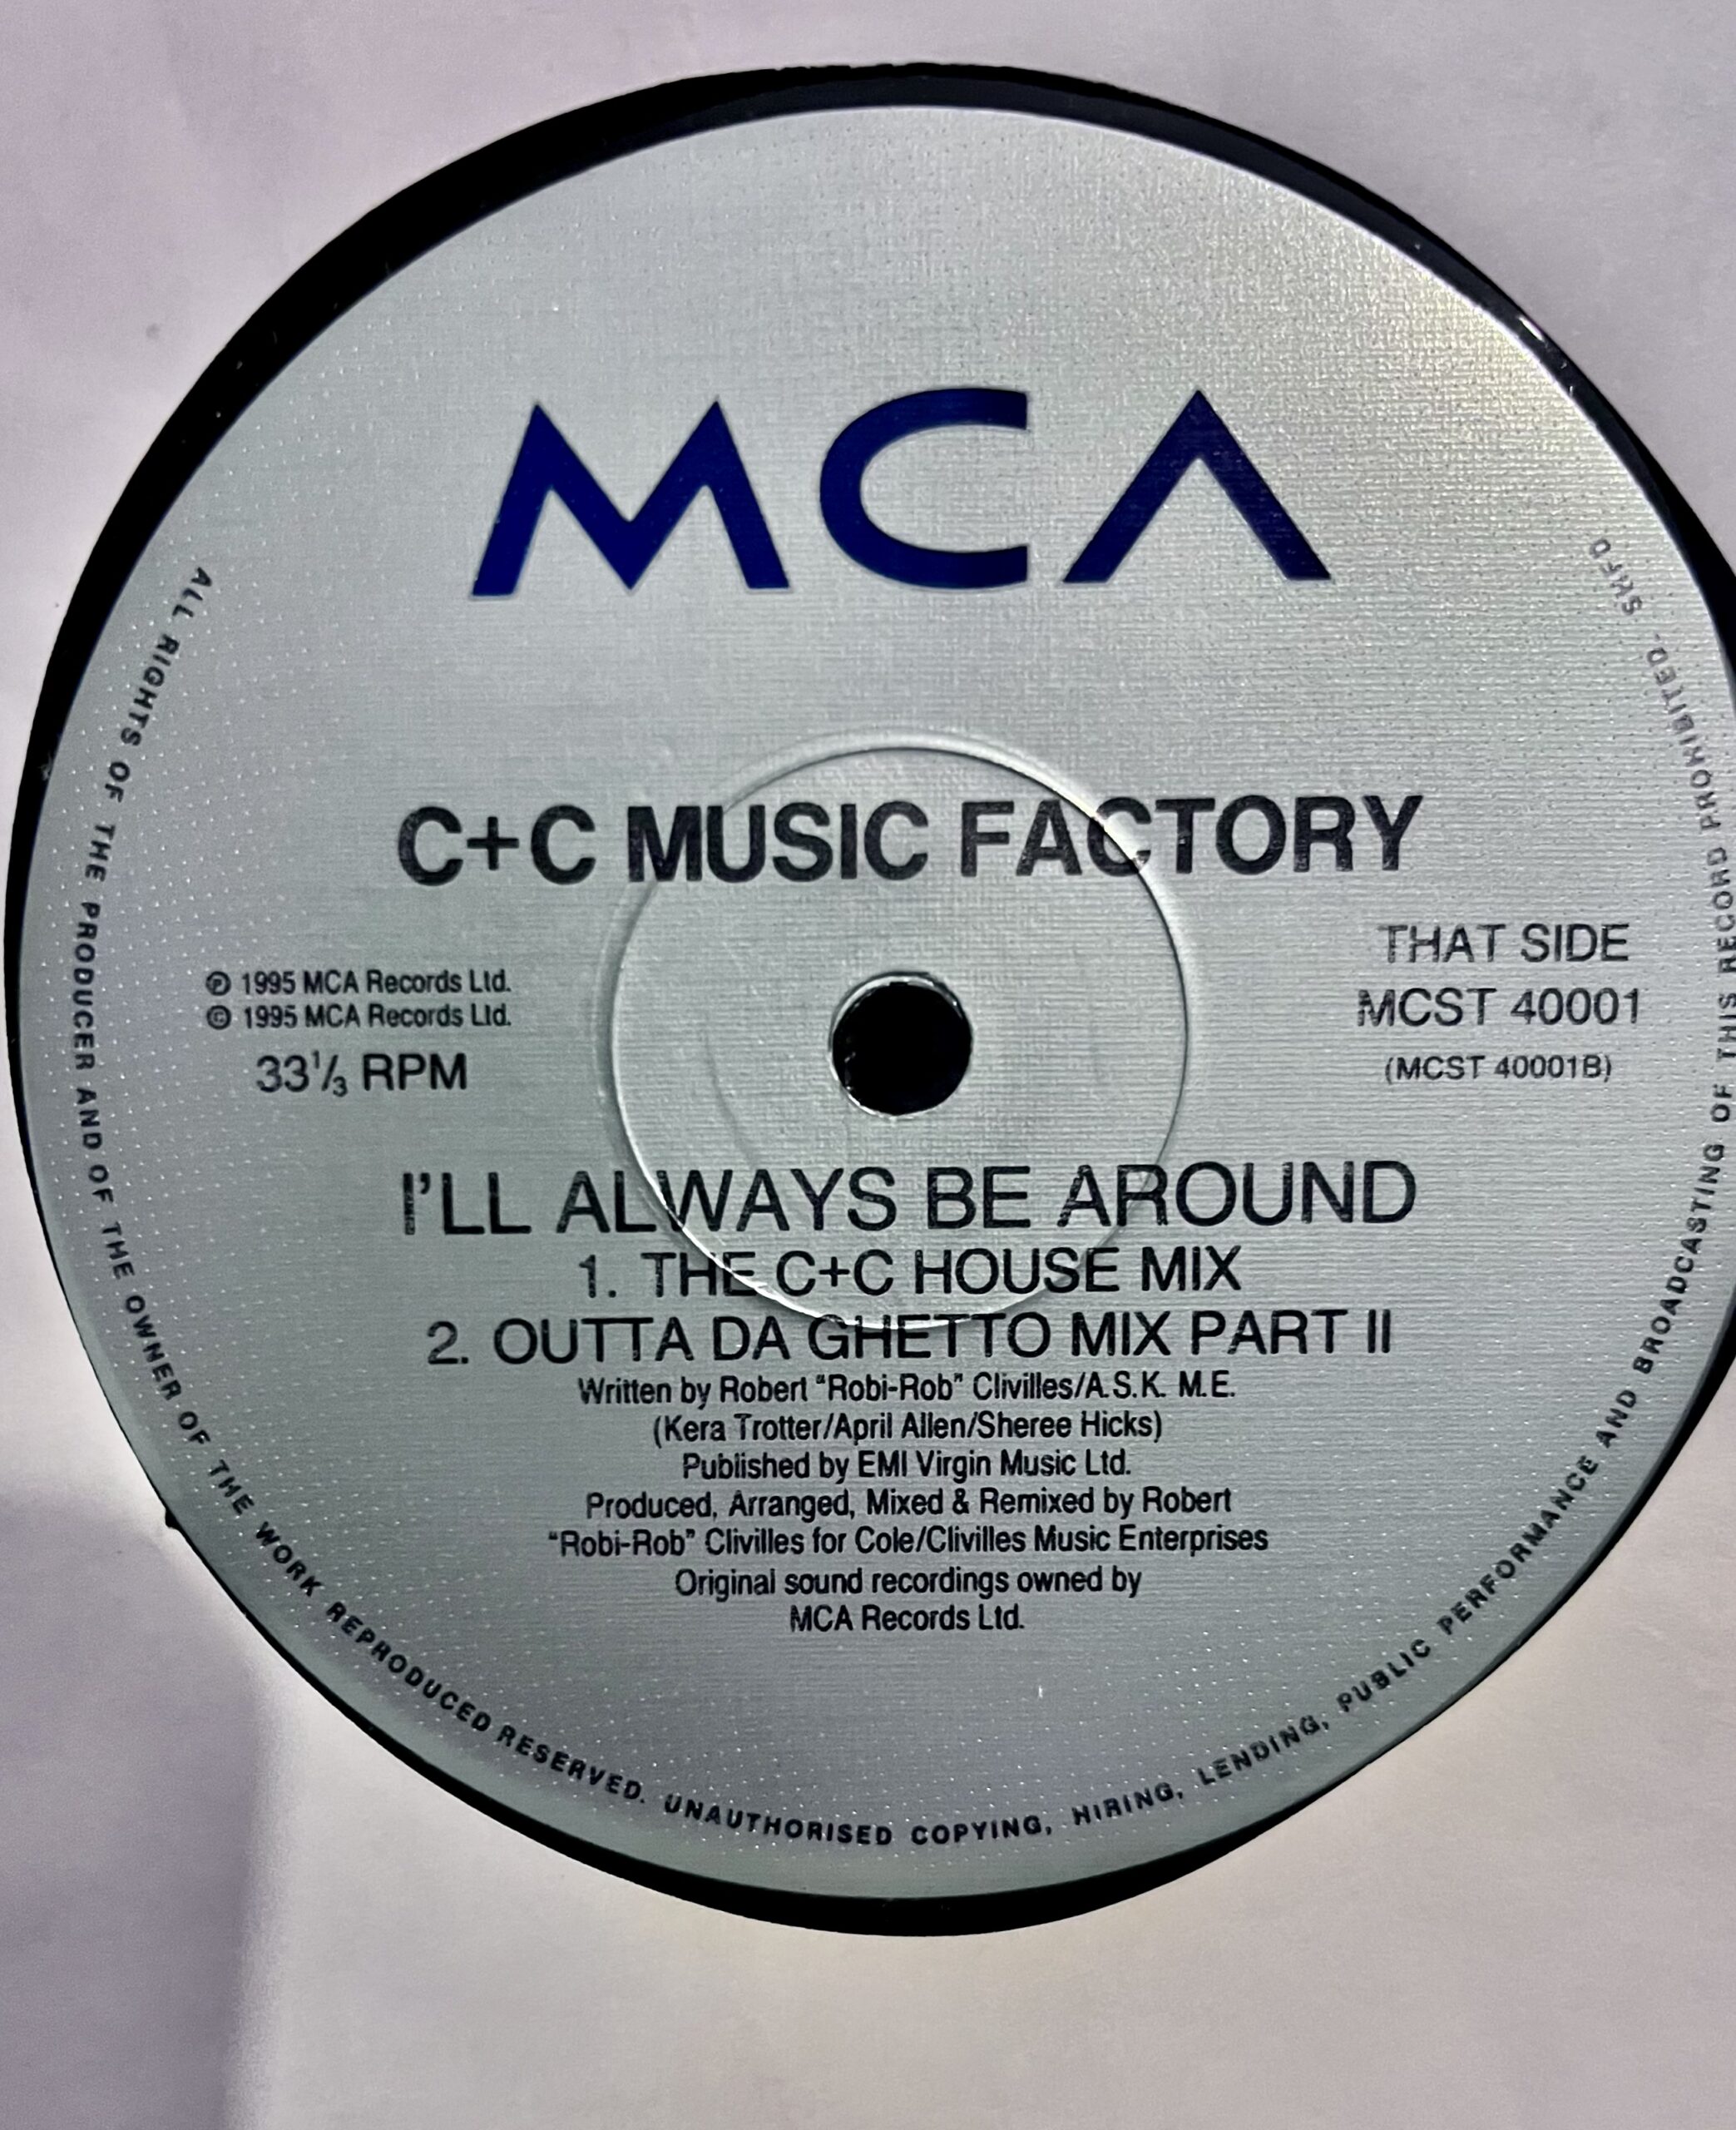 MCA
C+C MUSIC FACTORY
THAT SIDE
MCST 40001
(MCST 40001B)
℗ 1995 MCA Records Ltd.
© 1995 MCA Records Ltd.
33⅓ RPM
I'LL ALWAYS BE AROUND
1. THE C+C HOUSE MIX
2. OUTTA DA GHETTO MIX PART II
Written by Robert "Robi-Rob" Clivilles/A.S.K. M.E.
(Kera Trotter/April Allen/Sheree Hicks)
Published by EMI Virgin Music Ltd.
Produced, Arranged, Mixed & Remixed by Robert
"Robi-Rob" Clivilles for Cole/Clivilles Music Enterprises
Original sound recordings owned by
MCA Records Ltd.
ALL RIGHTS OF THE PRODUCER AND OF THE OWNER OF THE WORK REPRODUCED RESERVED. UNAUTHORISED COPYING, HIRING, LENDING, PUBLIC PERFORMANCE AND BROADCASTING OF THIS RECORD PROHIBITED. SHFD